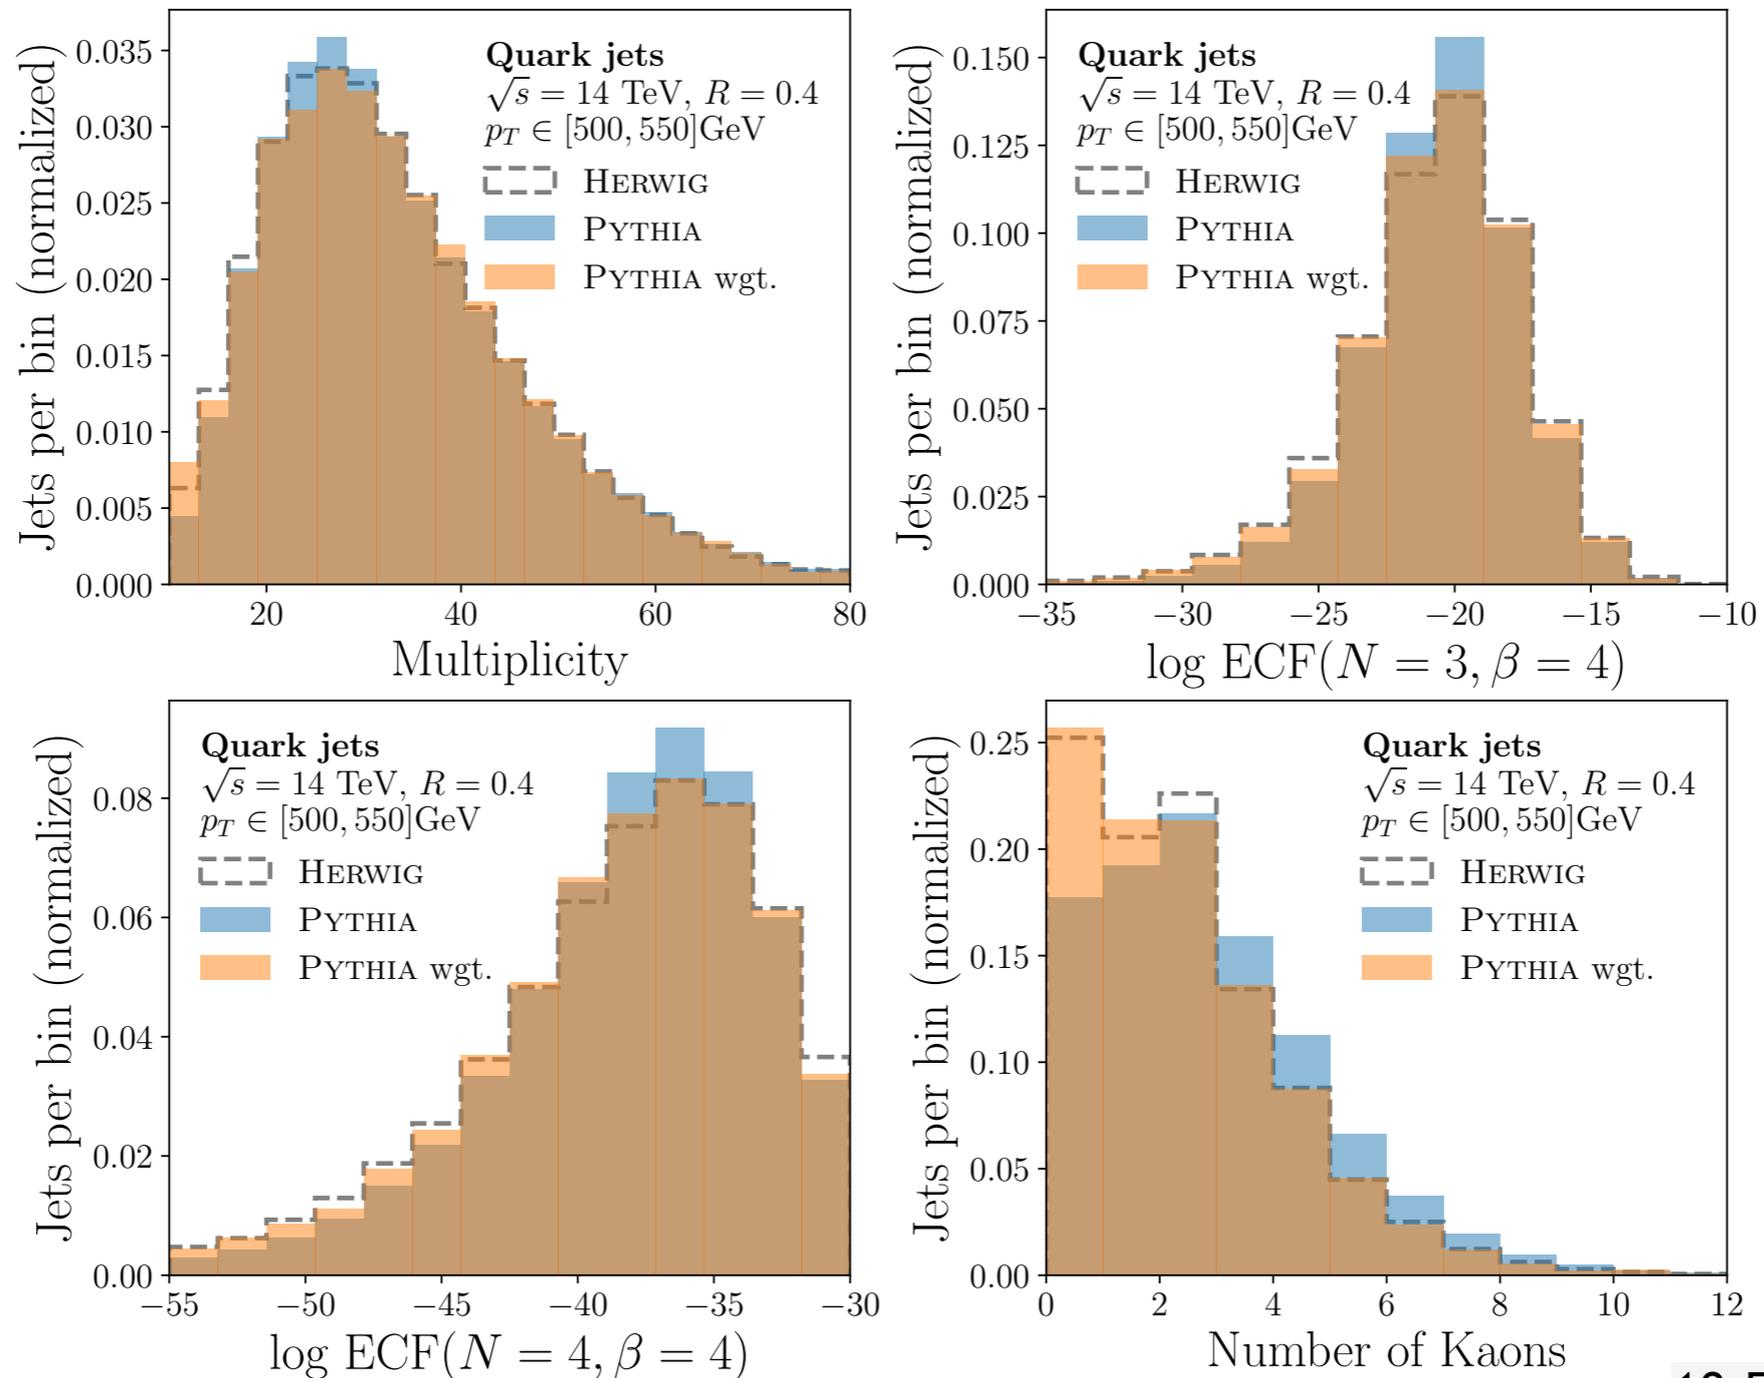 Jets per bin (normalized)
0.035
0.030
0.025
0.020
0.015
0.010
0.005
0.000
Quark jets
√s = 14 TeV, R = 0.4
p_T ∈ [500, 550]GeV
HERWIG
PYTHIA
PYTHIA wgt.
20 40 60 80
Multiplicity
Jets per bin (normalized)
0.150
0.125
0.100
0.075
0.050
0.025
0.000
Quark jets
√s = 14 TeV, R = 0.4
p_T ∈ [500, 550]GeV
HERWIG
PYTHIA
PYTHIA wgt.
−35 −30 −25 −20 −15 −10
log ECF(N = 3, β = 4)
Jets per bin (normalized)
0.08
0.06
0.04
0.02
0.00
Quark jets
√s = 14 TeV, R = 0.4
p_T ∈ [500, 550]GeV
HERWIG
PYTHIA
PYTHIA wgt.
−55 −50 −45 −40 −35 −30
log ECF(N = 4, β = 4)
Jets per bin (normalized)
0.25
0.20
0.15
0.10
0.05
0.00
Quark jets
√s = 14 TeV, R = 0.4
p_T ∈ [500, 550]GeV
HERWIG
PYTHIA
PYTHIA wgt.
0 2 4 6 8 10 12
Number of Kaons